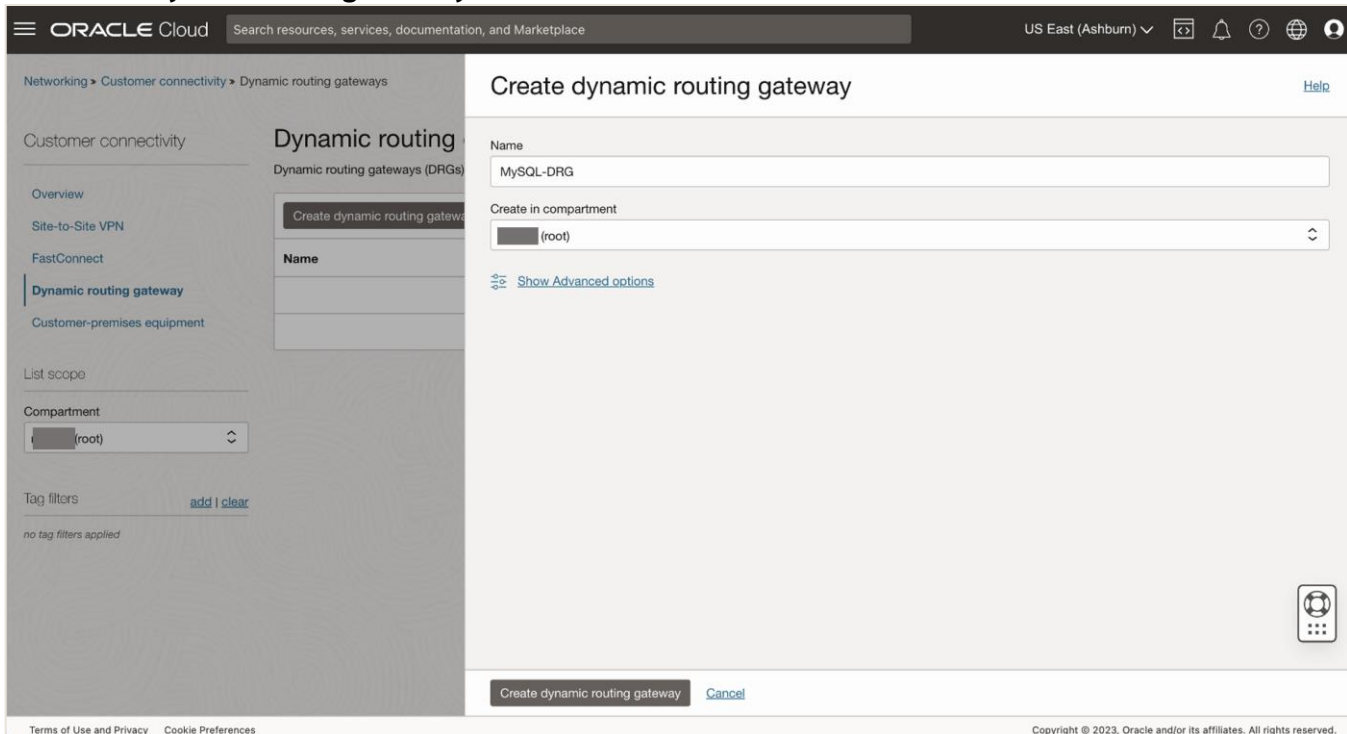 ORACLE Cloud
Search resources, services, documentation, and Marketplace
US East (Ashburn)
Networking » Customer connectivity » Dynamic routing gateways
Customer connectivity
Overview
Site-to-Site VPN
FastConnect
Dynamic routing gateway
Customer-premises equipment
List scope
Compartment
(root)
Tag filters
add | clear
no tag filters applied
Dynamic routing
Dynamic routing gateways (DRGs)
Create dynamic routing
Name
Create dynamic routing gateway
Help
Name
MySQL-DRG
Create in compartment
(root)
Show Advanced options
Create dynamic routing gateway
Cancel
Terms of Use and Privacy
Cookie Preferences
Copyright © 2023, Oracle and/or its affiliates. All rights reserved.